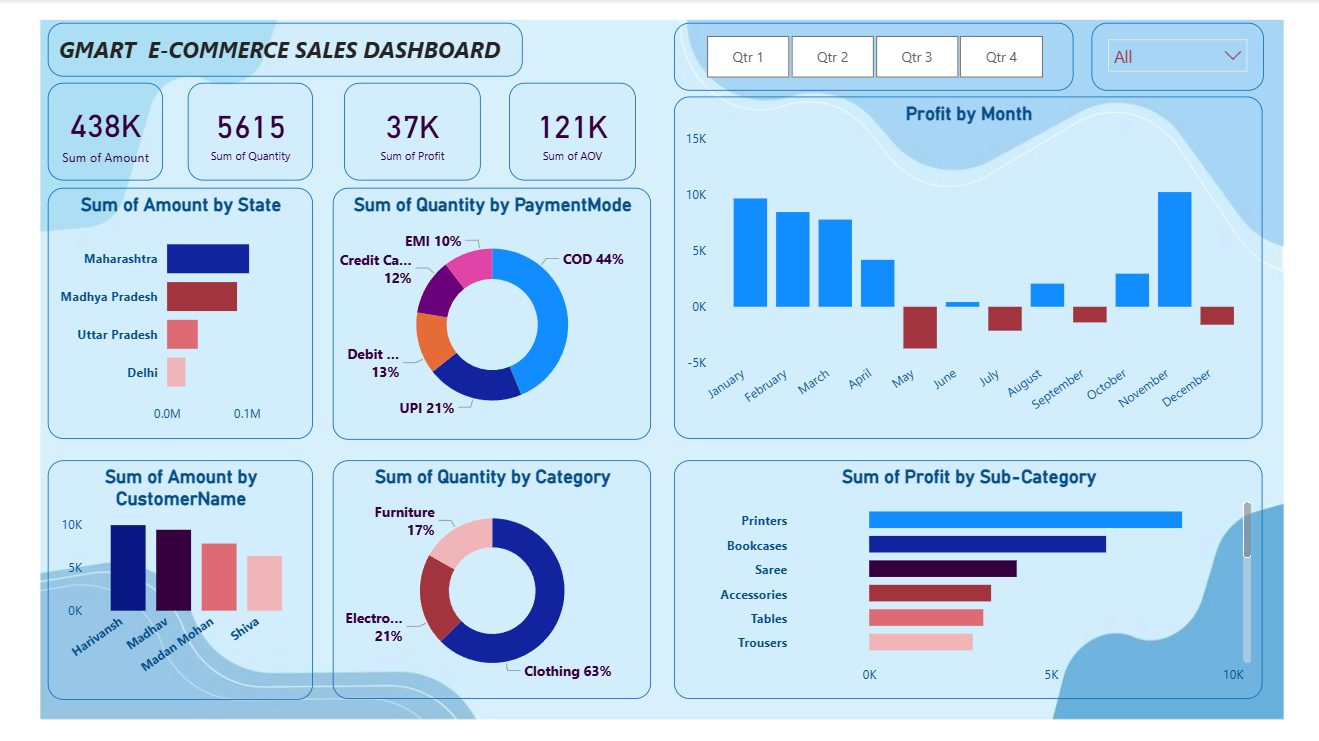 GMART E-COMMERCE SALES DASHBOARD
Qtr 1
Qtr 2
Qtr 3
Qtr 4
All
438K
Sum of Amount
5615
Sum of Quantity
37K
Sum of Profit
121K
Sum of AOV
Sum of Amount by State
Maharashtra
Madhya Pradesh
Uttar Pradesh
Delhi
0.0M
0.1M
Sum of Quantity by PaymentMode
EMI 10%
Credit Ca...
12%
COD 44%
Debit ...
13%
UPI 21%
Profit by Month
15K
10K
5K
0K
-5K
January
February
March
April
May
June
July
August
September
October
November
December
Sum of Amount by
CustomerName
10K
5K
0K
Harivansh
Madhav
Madan Mohan
Shiva
Sum of Quantity by Category
Furniture
17%
Electro...
21%
Clothing 63%
Sum of Profit by Sub-Category
Printers
Bookcases
Saree
Accessories
Tables
Trousers
0K
5K
10K